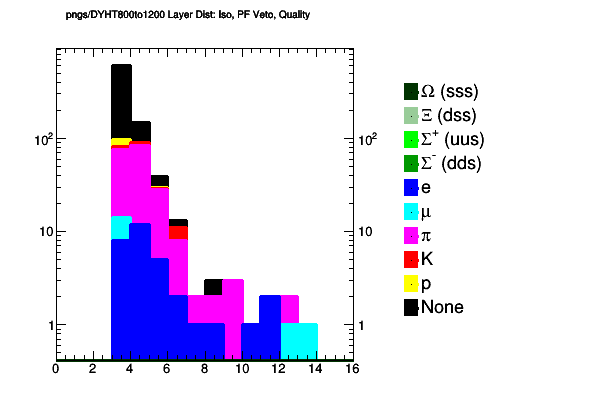 pngs/DYHT800to1200 Layer Dist: Iso, PF Veto, Quality
10²
10
1
10²
10
1
0 2 4 6 8 10 12 14 16
Ω (sss)
Ξ (dss)
Σ⁺ (uus)
Σ⁻ (dds)
e
μ
π
K
p
None